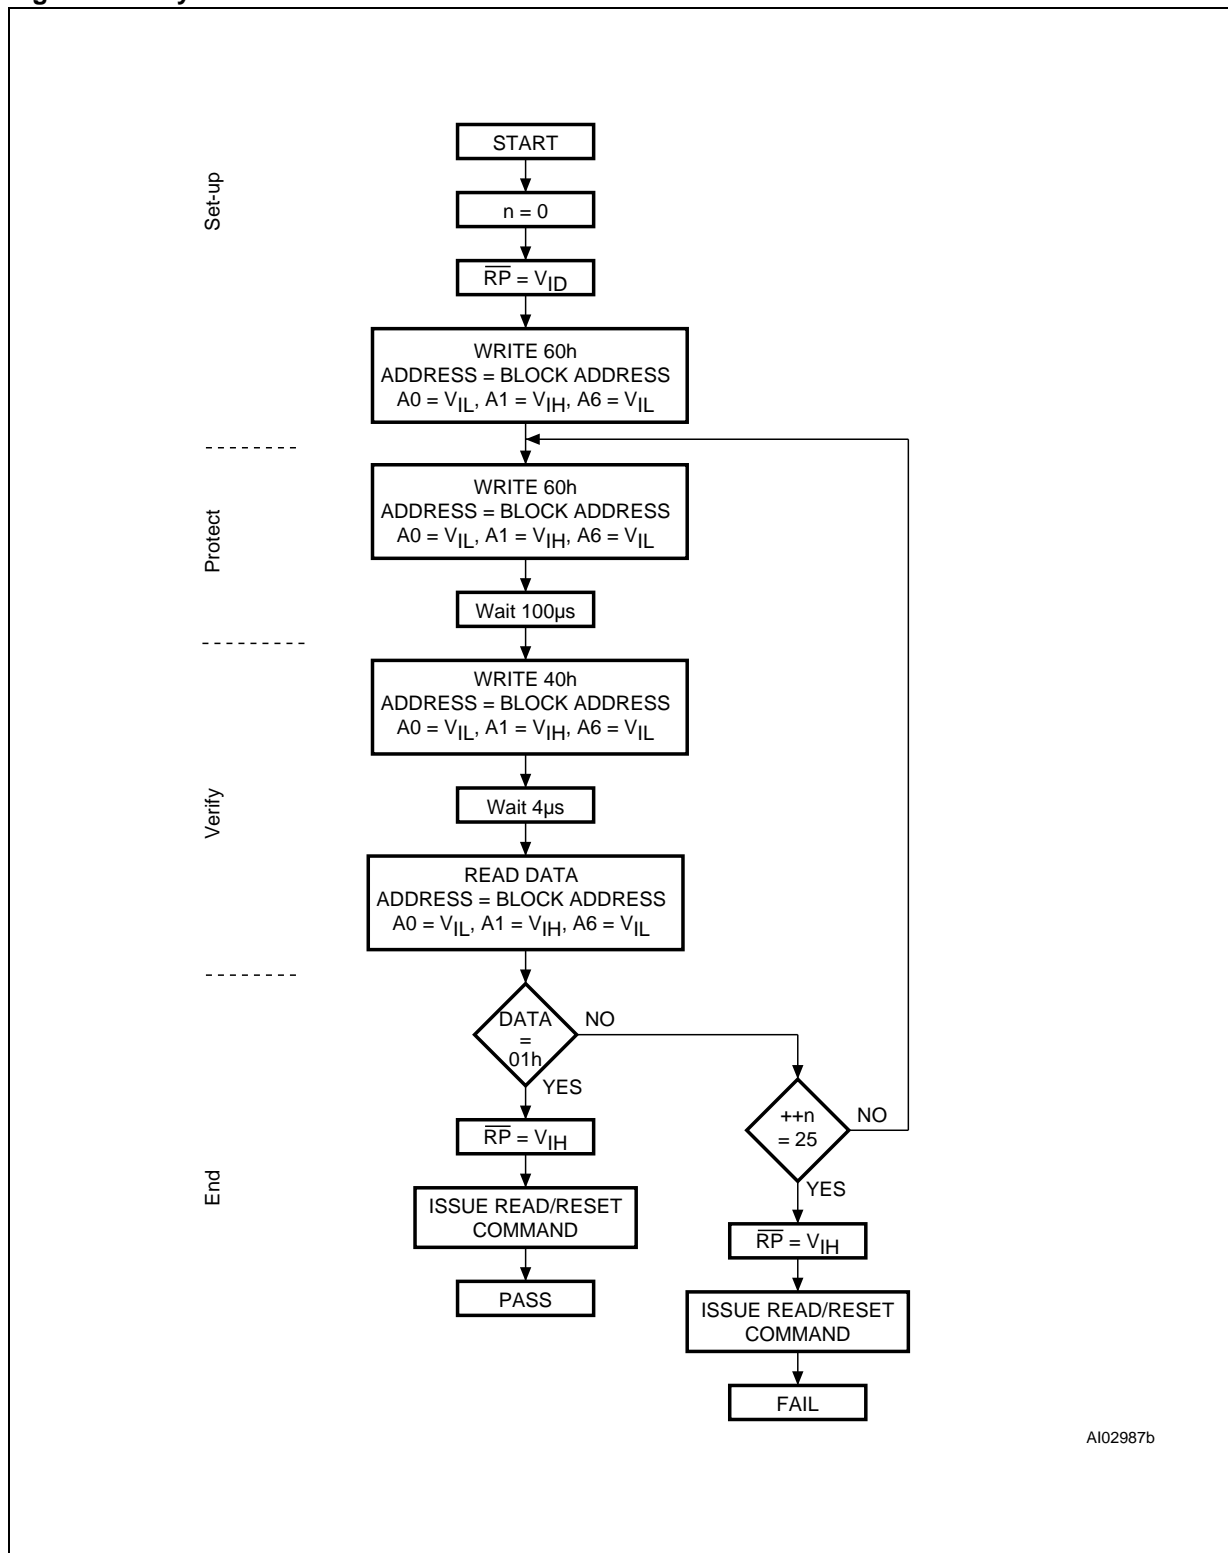 Set-up
START
n = 0
RP = VID
WRITE 60h
ADDRESS = BLOCK ADDRESS
A0 = VIL, A1 = VIH, A6 = VIL
Protect
WRITE 60h
ADDRESS = BLOCK ADDRESS
A0 = VIL, A1 = VIH, A6 = VIL
Wait 100µs
Verify
WRITE 40h
ADDRESS = BLOCK ADDRESS
A0 = VIL, A1 = VIH, A6 = VIL
Wait 4µs
READ DATA
ADDRESS = BLOCK ADDRESS
A0 = VIL, A1 = VIH, A6 = VIL
End
DATA
=
01h
NO
YES
++n
= 25
NO
YES
RP = VIH
ISSUE READ/RESET
COMMAND
PASS
RP = VIH
ISSUE READ/RESET
COMMAND
FAIL
AI02987b